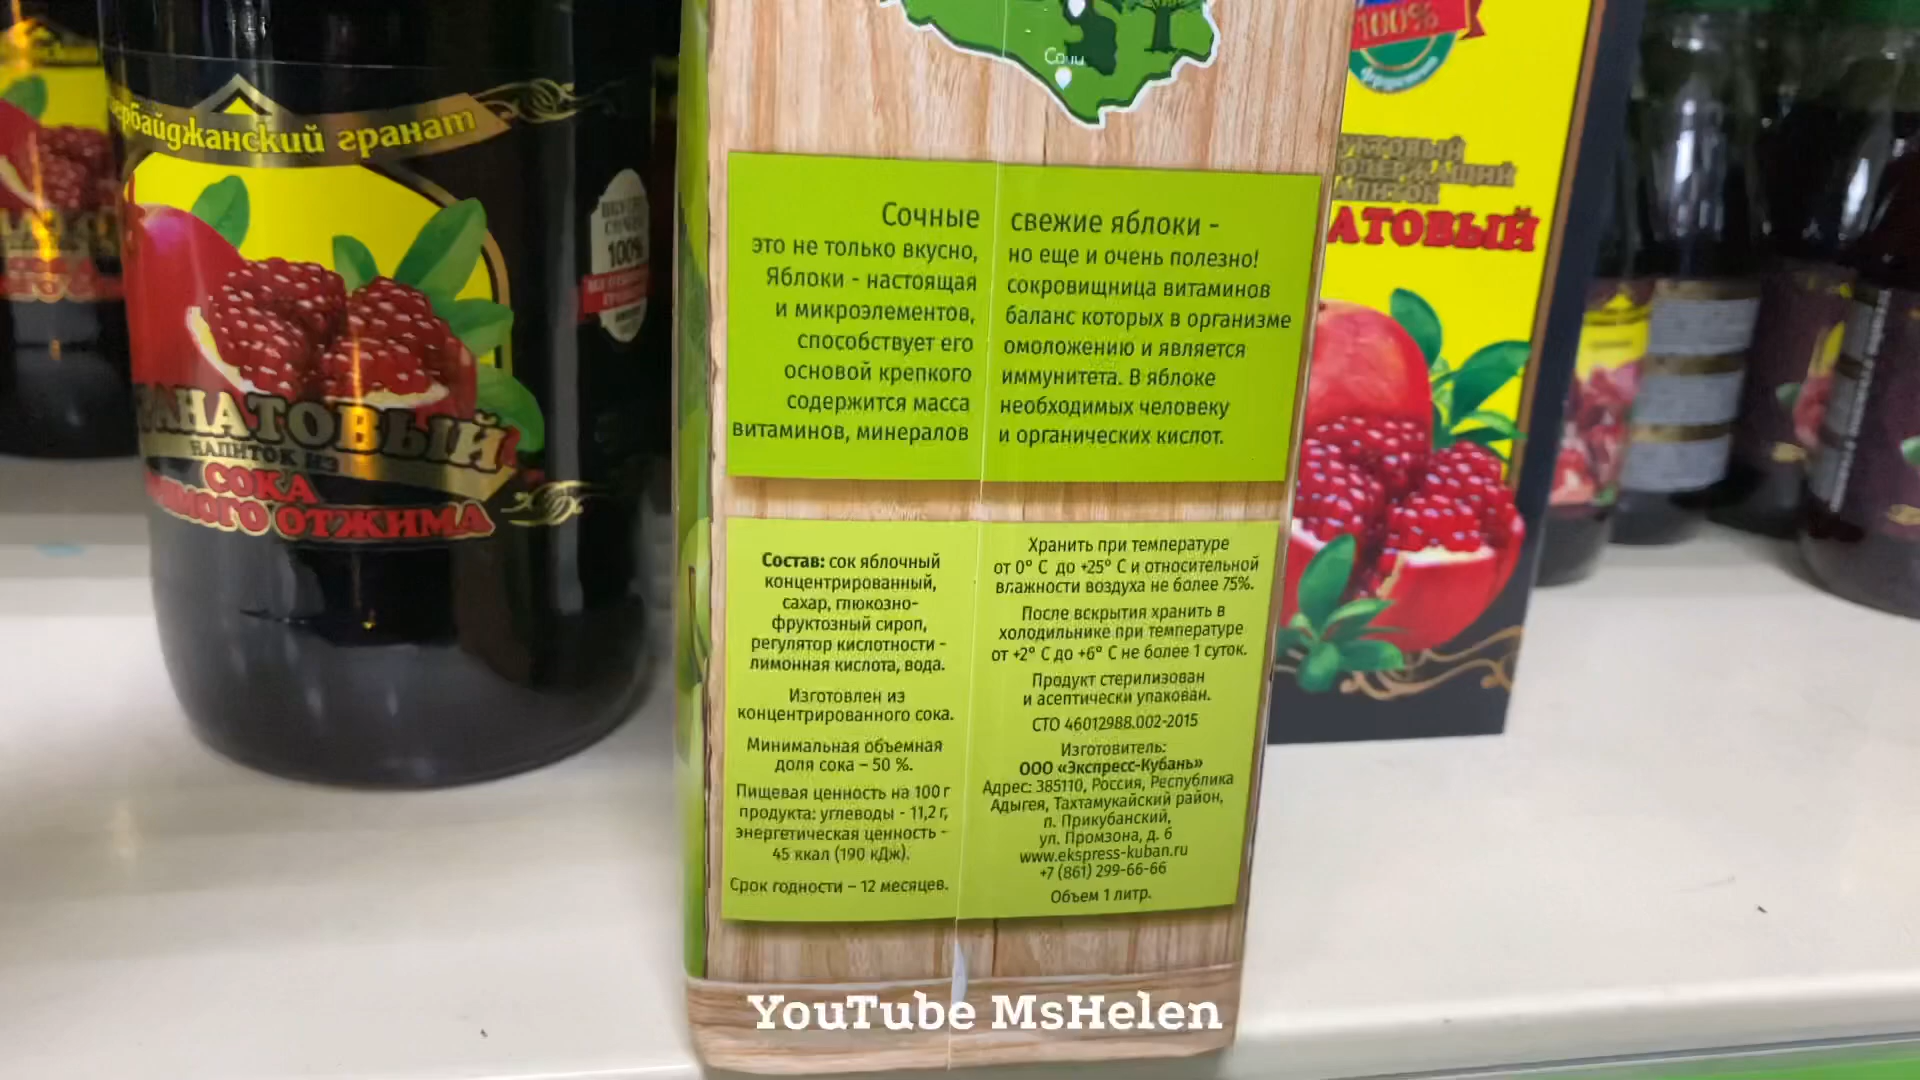 Сочи
100%
байджанский гранат
100%
ГРАНАТОВЫЙ
НАПИТОК ИЗ
СОКА
ОТЖИМА
Сочные свежие яблоки -
это не только вкусно, но еще и очень полезно!
Яблоки - настоящая сокровищница витаминов
и микроэлементов, баланс которых в организме
способствует его омоложению и является
основой крепкого иммунитета. В яблоке
содержится масса необходимых человеку
витаминов, минералов и органических кислот.
Состав: сок яблочный
концентрированный,
сахар, глюкозно-
фруктозный сироп,
регулятор кислотности -
лимонная кислота, вода.
Изготовлен из
концентрированного сока.
Минимальная объемная
доля сока – 50 %.
Пищевая ценность на 100 г
продукта: углеводы - 11,2 г,
энергетическая ценность -
45 ккал (190 кДж).
Срок годности – 12 месяцев.
Хранить при температуре
от 0° С до +25° С и относительной
влажности воздуха не более 75%.
После вскрытия хранить в
холодильнике при температуре
от +2° С до +6° С не более 1 суток.
Продукт стерилизован
и асептически упакован.
СТО 46012988.002-2015
Изготовитель:
ООО «Экспресс-Кубань»
Адрес: 385110, Россия, Республика
Адыгея, Тахтамукайский район,
п. Прикубанский,
ул. Промзона, д. 6
www.ekspress-kuban.ru
+7 (861) 299-66-66
Объем 1 литр.
АТОВЫЙ
YouTube MsHelen